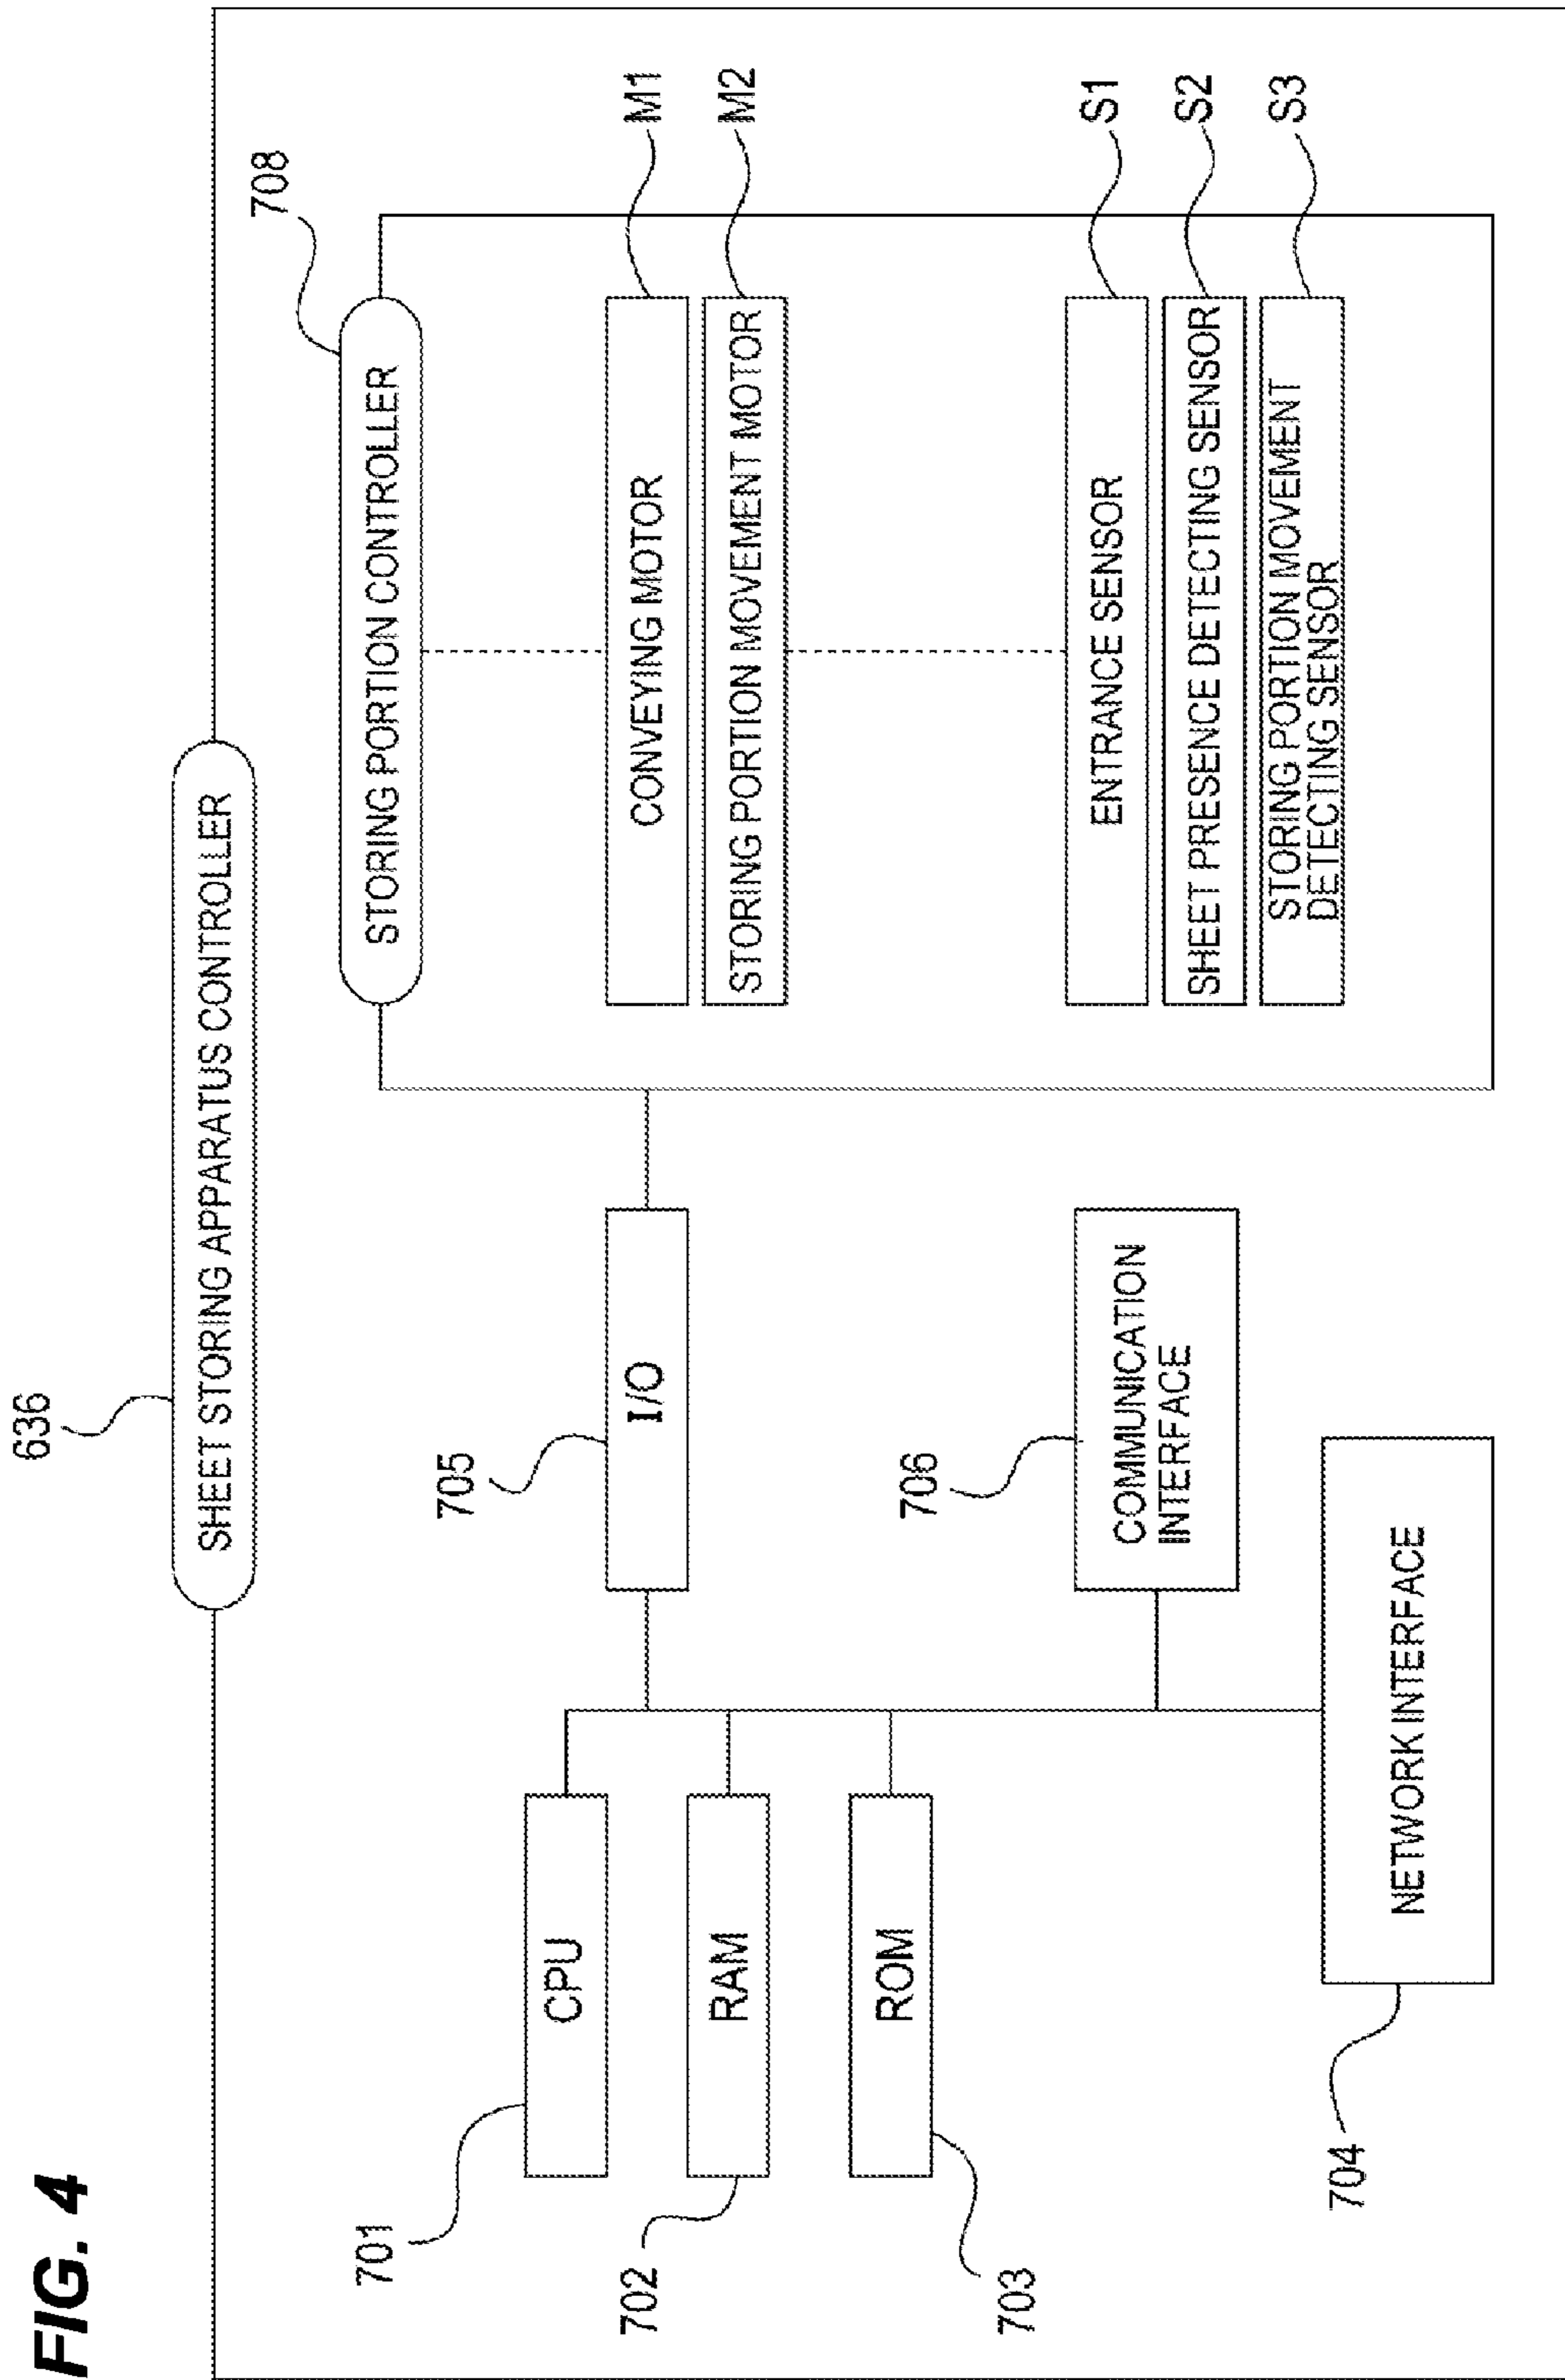 FIG. 4
636
SHEET STORING APPARATUS CONTROLLER
708
STORING PORTION CONTROLLER
701
CPU
705
I/O
CONVEYING MOTOR
M1
702
RAM
STORING PORTION MOVEMENT MOTOR
M2
703
ROM
706
COMMUNICATION
INTERFACE
ENTRANCE SENSOR
S1
SHEET PRESENCE DETECTING SENSOR
S2
STORING PORTION MOVEMENT
DETECTING SENSOR
S3
704
NETWORK INTERFACE